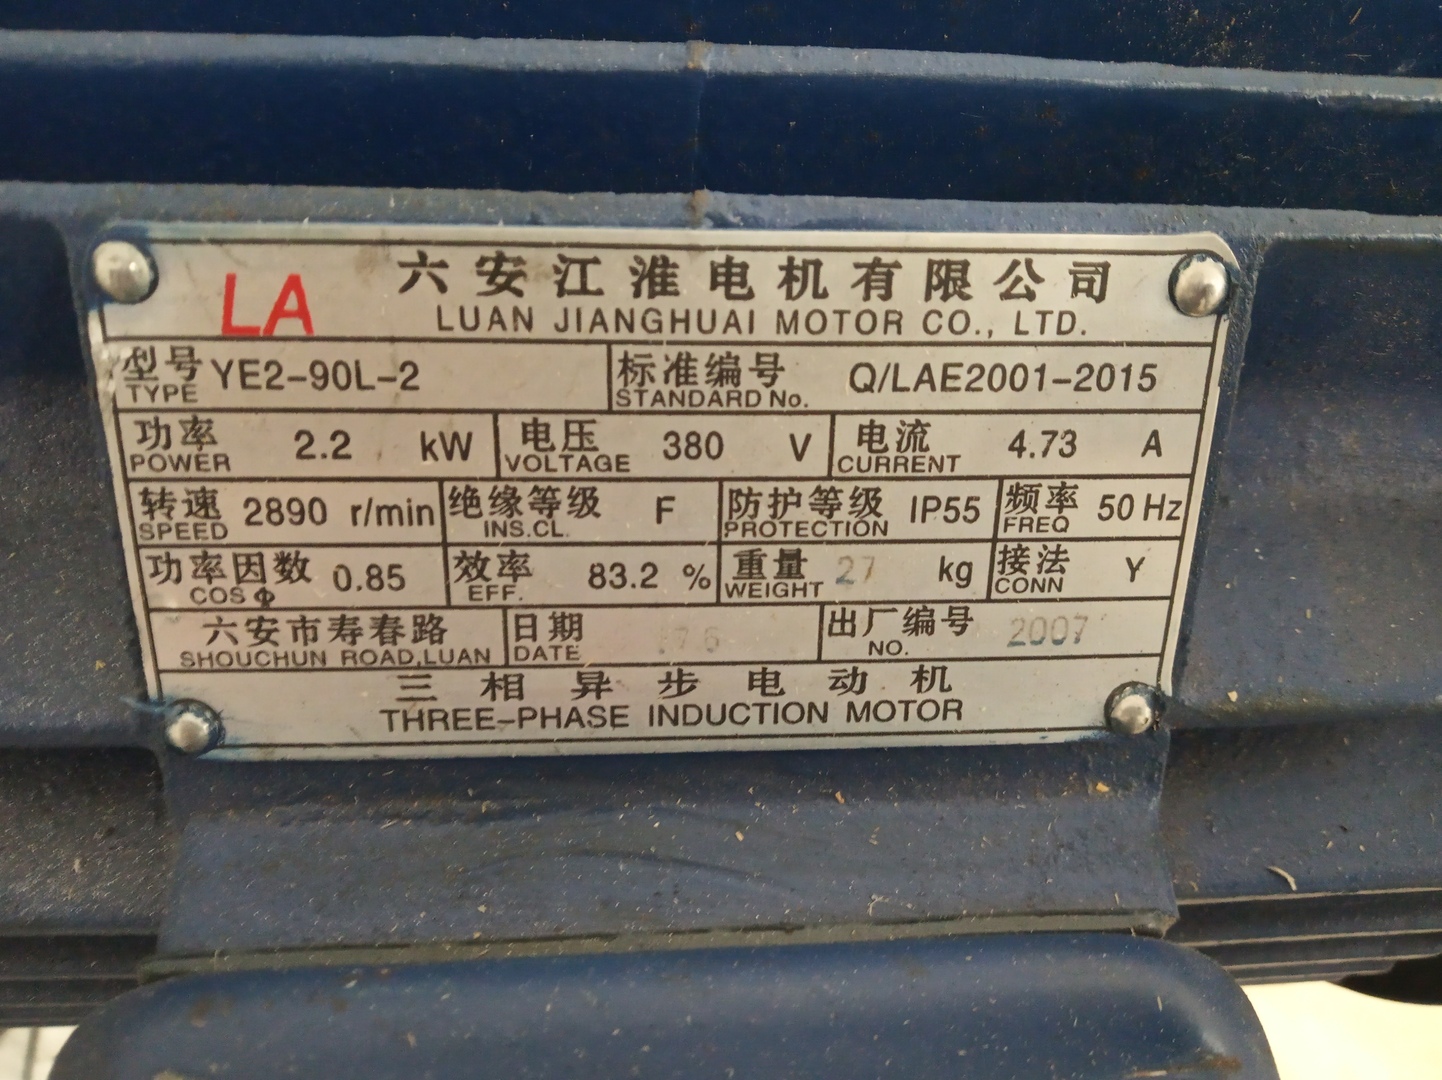 LA 六安江淮电机有限公司
LUAN JIANGHUAI MOTOR CO., LTD.
型号 YE2-90L-2 标准编号 Q/LAE2001-2015
TYPE STANDARD No.
功率 2.2 kW 电压 380 V 电流 4.73 A
POWER VOLTAGE CURRENT
转速 2890 r/min 绝缘等级 F 防护等级 IP55 频率 50 Hz
SPEED INS.CL. PROTECTION FREQ
功率因数 0.85 效率 83.2 % 重量 27 kg 接法 Y
COS Φ EFF. WEIGHT CONN
六安市寿春路 日期 出厂编号 2007
SHOUCHUN ROAD,LUAN DATE NO.
三相异步电动机
THREE-PHASE INDUCTION MOTOR